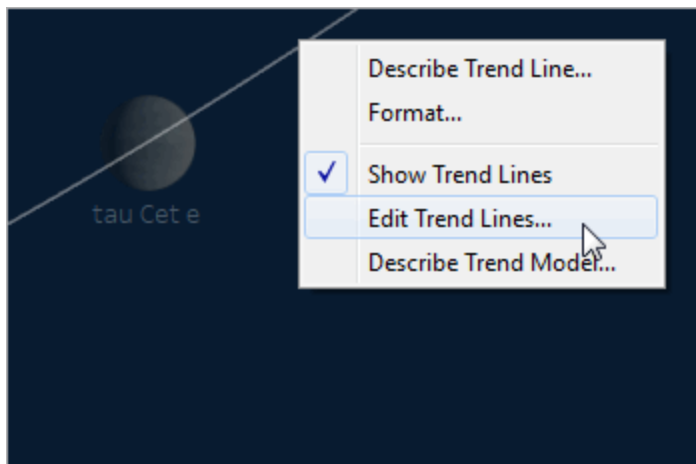 Describe Trend Line...
Format...
Show Trend Lines
tau Cet e
Edit Trend Lines...
Describe Trend Model...